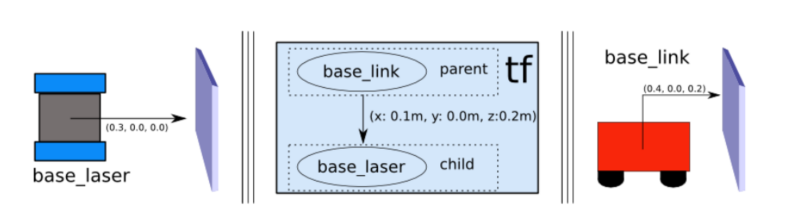 (0.3, 0.0, 0.0)
base_laser
base_link
parent
tf
(x: 0.1m, y: 0.0m, z:0.2m)
base_laser
child
base_link
(0.4, 0.0, 0.2)